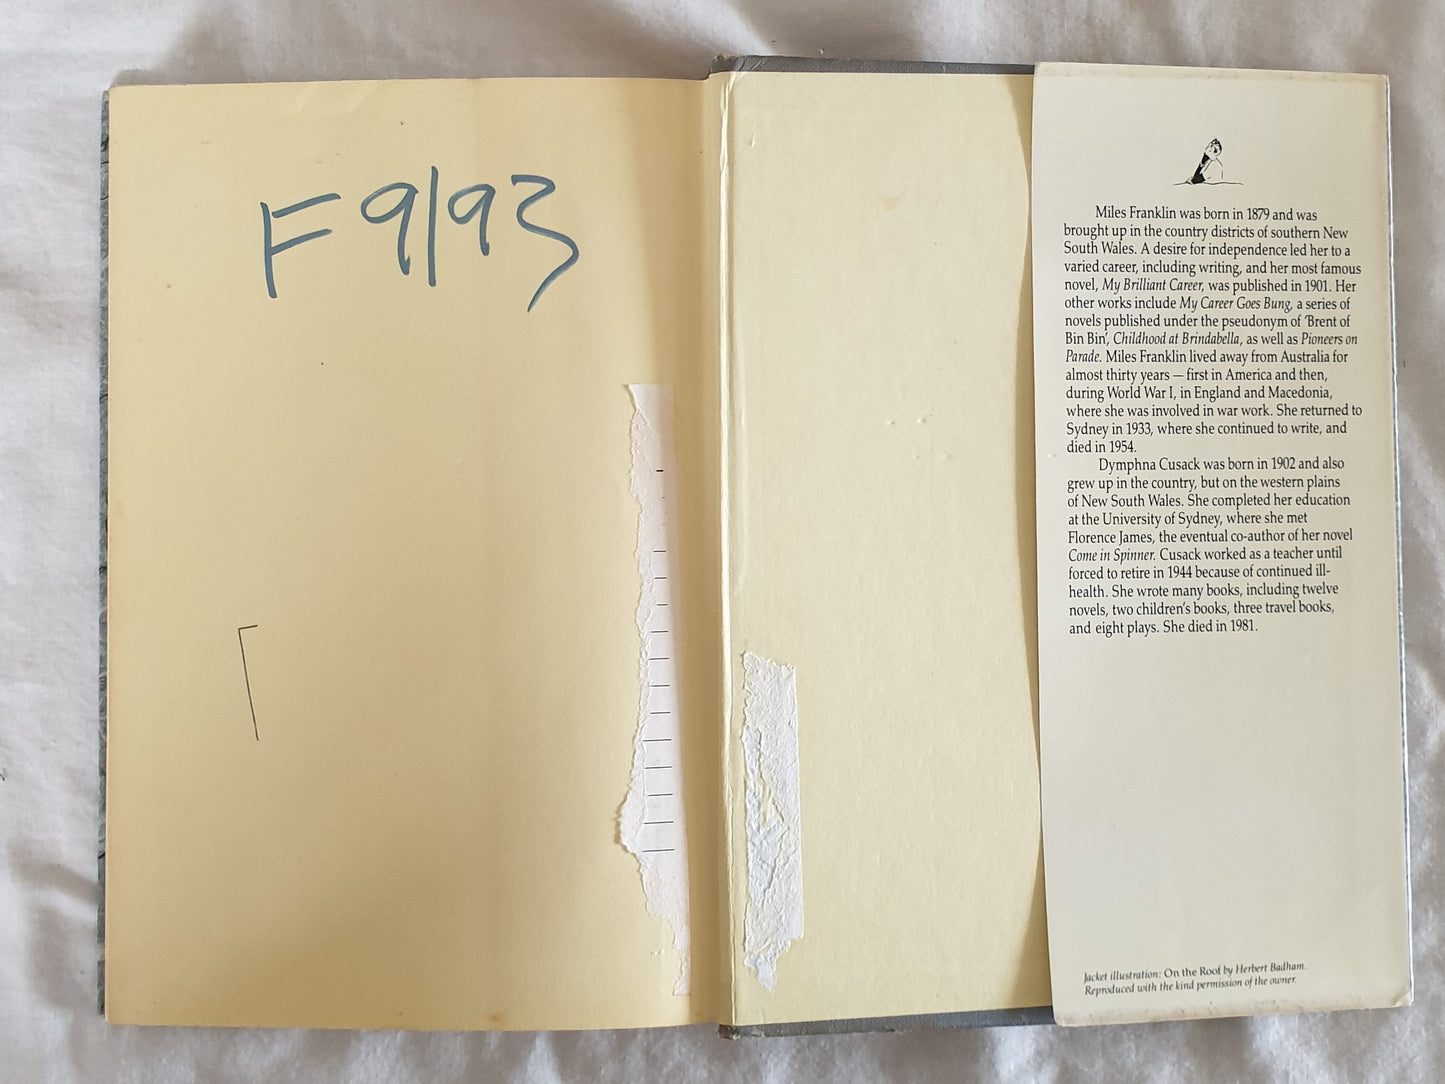 F 9/93
Miles Franklin was born in 1879 and was
brought up in the country districts of southern New
South Wales. A desire for independence led her to a
varied career, including writing, and her most famous
novel, My Brilliant Career, was published in 1901. Her
other works include My Career Goes Bung, a series of
novels published under the pseudonym of ‘Brent of
Bin Bin’, Childhood at Brindabella, as well as Pioneers on
Parade. Miles Franklin lived away from Australia for
almost thirty years — first in America and then,
during World War I, in England and Macedonia,
where she was involved in war work. She returned to
Sydney in 1933, where she continued to write, and
died in 1954.
Dymphna Cusack was born in 1902 and also
grew up in the country, but on the western plains
of New South Wales. She completed her education
at the University of Sydney, where she met
Florence James, the eventual co-author of her novel
Come in Spinner. Cusack worked as a teacher until
forced to retire in 1944 because of continued ill-
health. She wrote many books, including twelve
novels, two children’s books, three travel books,
and eight plays. She died in 1981.
Jacket illustration: On the Roof by Herbert Badham.
Reproduced with the kind permission of the owner.